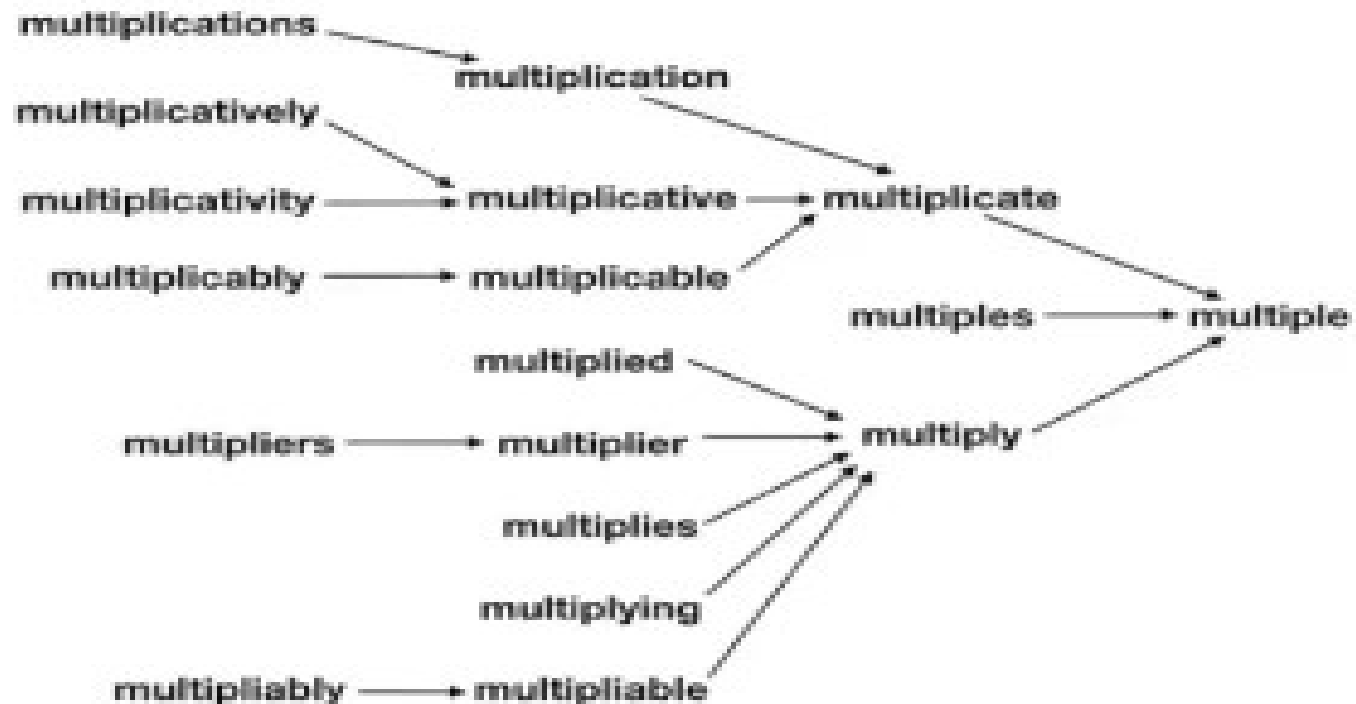 multiplications
multiplication
multiplicatively
multiplicativity multiplicative multiplicate
multiplicably multiplicable
multiples multiple
multiplied
multipliers multiplier multiply
multiplies
multiplying
multipliably multipliable